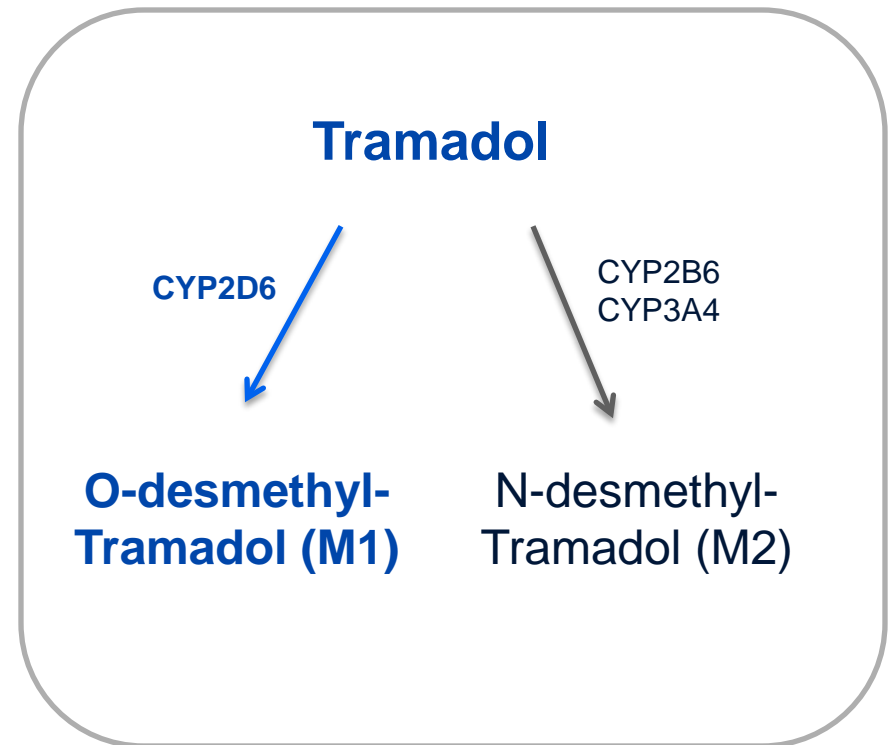 Tramadol
CYP2D6
CYP2B6
CYP3A4
O-desmethyl-
Tramadol (M1)
N-desmethyl-
Tramadol (M2)